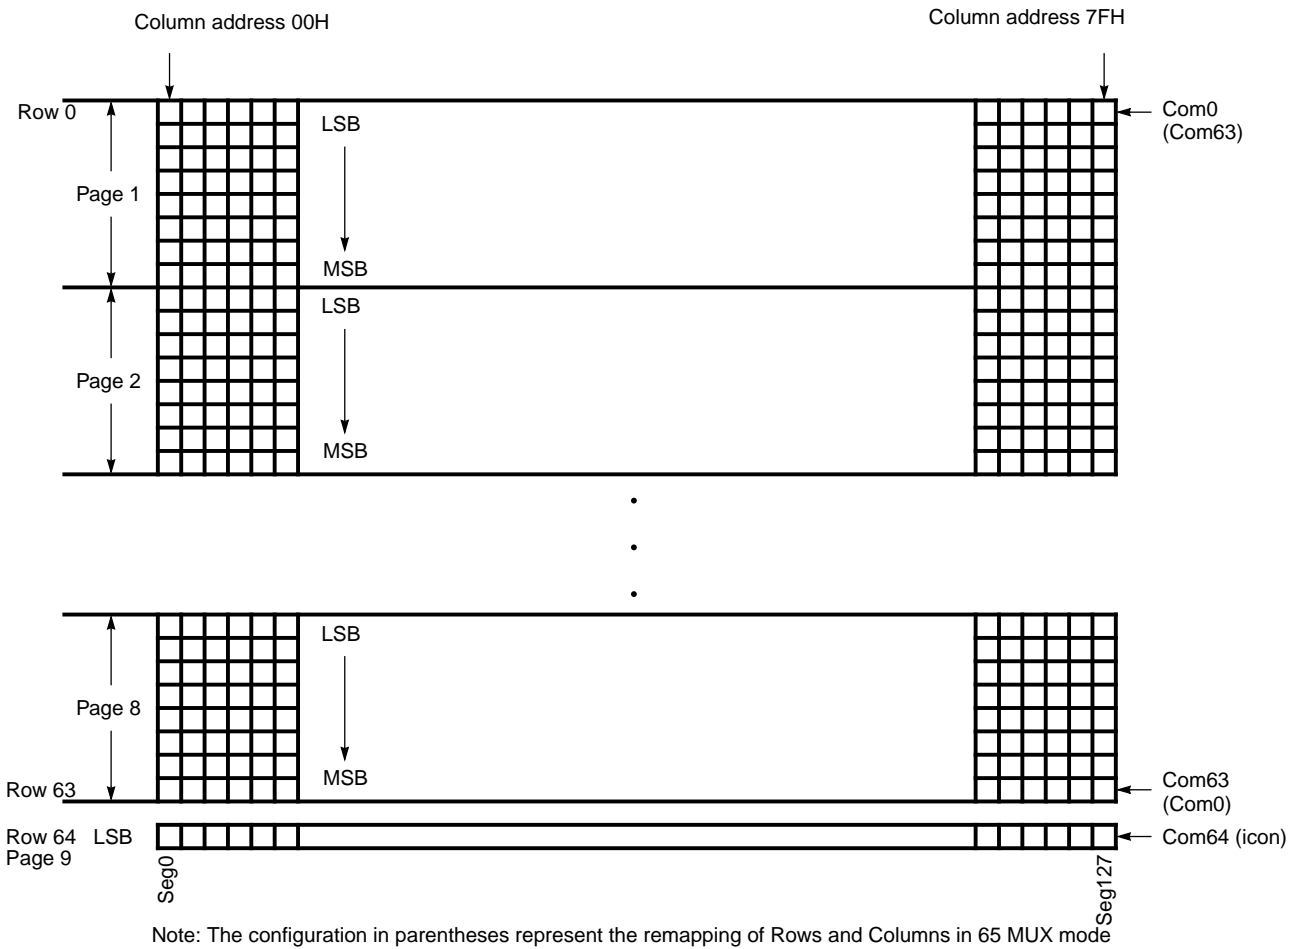 Column address 00H
Column address 7FH
Row 0
LSB
Com0
(Com63)
Page 1
MSB
LSB
Page 2
MSB
LSB
Page 8
MSB
Row 63
Com63
(Com0)
Row 64 LSB
Page 9
Com64 (icon)
Seg0
Seg127
Note: The configuration in parentheses represent the remapping of Rows and Columns in 65 MUX mode